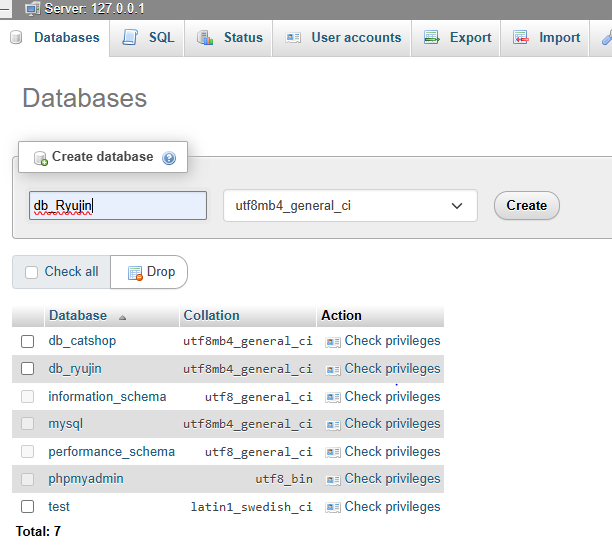 Server: 127.0.0.1
Databases SQL Status User accounts Export Import
Databases
Create database
db_Ryujin utf8mb4_general_ci Create
Check all Drop
Database Collation Action
db_catshop utf8mb4_general_ci Check privileges
db_ryujin utf8mb4_general_ci Check privileges
information_schema utf8_general_ci Check privileges
mysql utf8mb4_general_ci Check privileges
performance_schema utf8_general_ci Check privileges
phpmyadmin utf8_bin Check privileges
test latin1_swedish_ci Check privileges
Total: 7